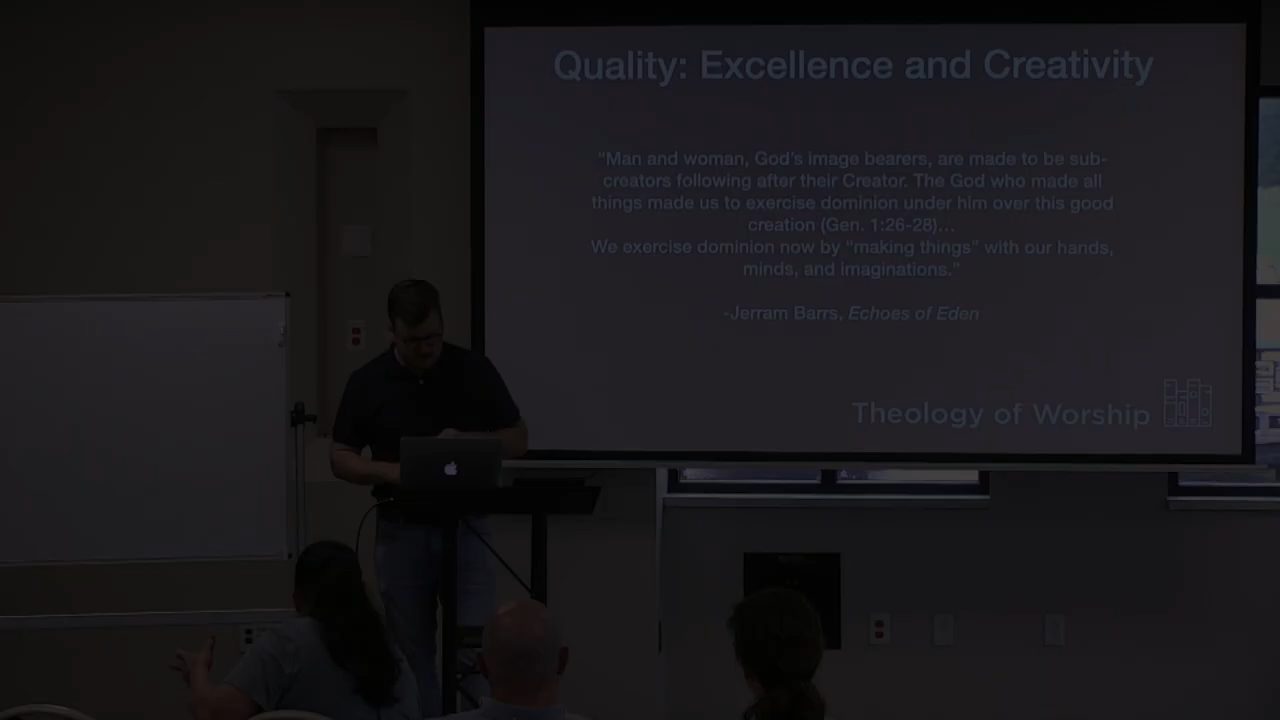 Quality: Excellence and Creativity
"Man and woman, God's image bearers, are made to be sub-
creators following after their Creator. The God who made all
things made us to exercise dominion under him over this good
creation (Gen. 1:26-28)...
We exercise dominion now by "making things" with our hands,
minds, and imaginations."
-Jerram Barrs, Echoes of Eden
Theology of Worship